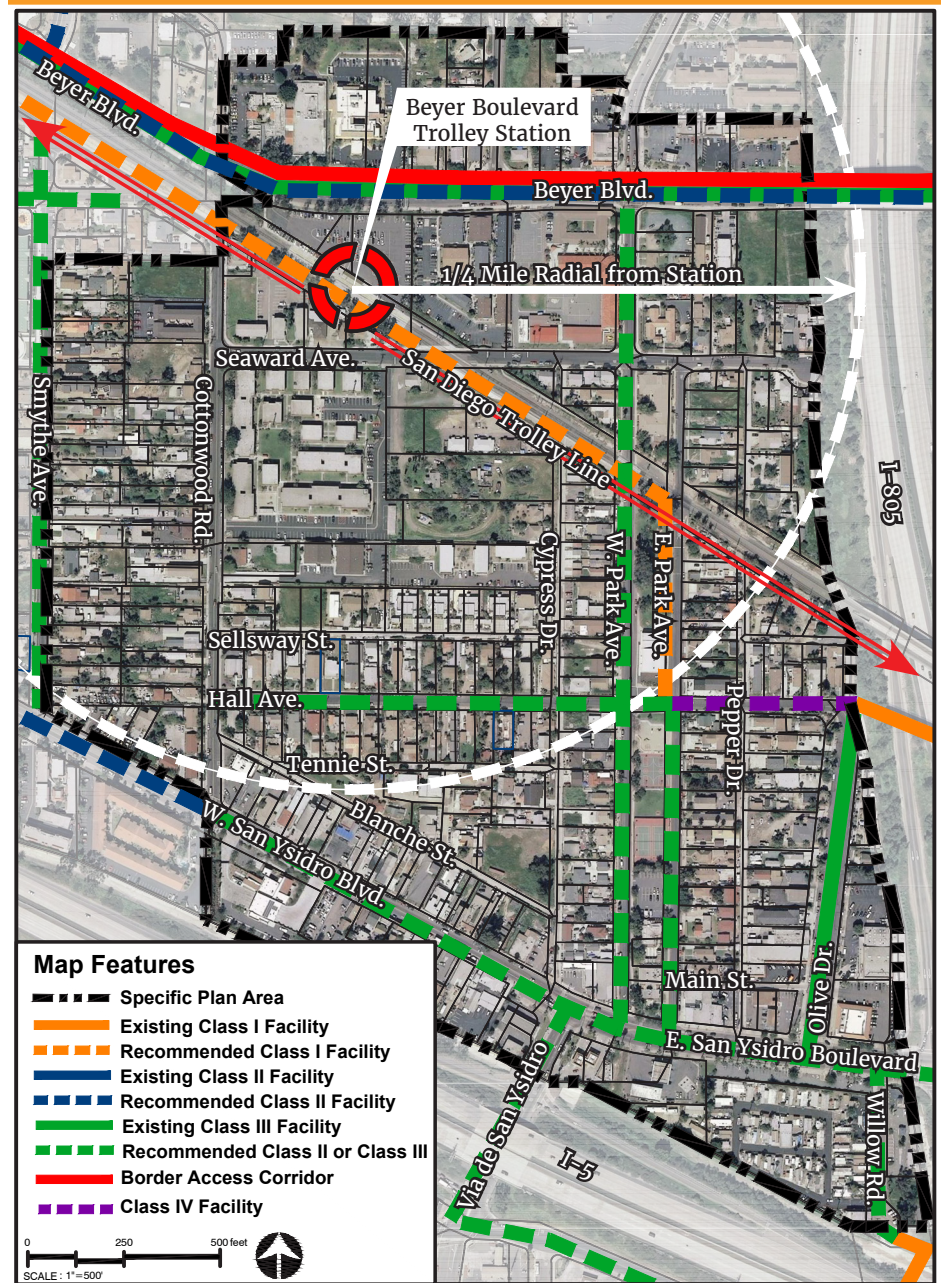 Beyer Blvd.
Beyer Boulevard
Trolley Station
Beyer Blvd.
1/4 Mile Radial from Station
Seaward Ave.
San Diego Trolley Line
Smythe Ave.
Cottonwood Rd.
I-805
Cypress Dr.
W. Park Ave.
E. Park Ave.
Sellsway St.
Hall Ave.
Pepper Dr.
Tennie St.
Blanche St.
W. San Ysidro Blvd.
Olive Dr.
Main St.
E. San Ysidro Boulevard
Via de San Ysidro
Willow Rd.
I-5
Map Features
Specific Plan Area
Existing Class I Facility
Recommended Class I Facility
Existing Class II Facility
Recommended Class II Facility
Existing Class III Facility
Recommended Class II or Class III
Border Access Corridor
Class IV Facility
0 250 500 feet
SCALE : 1"=500'